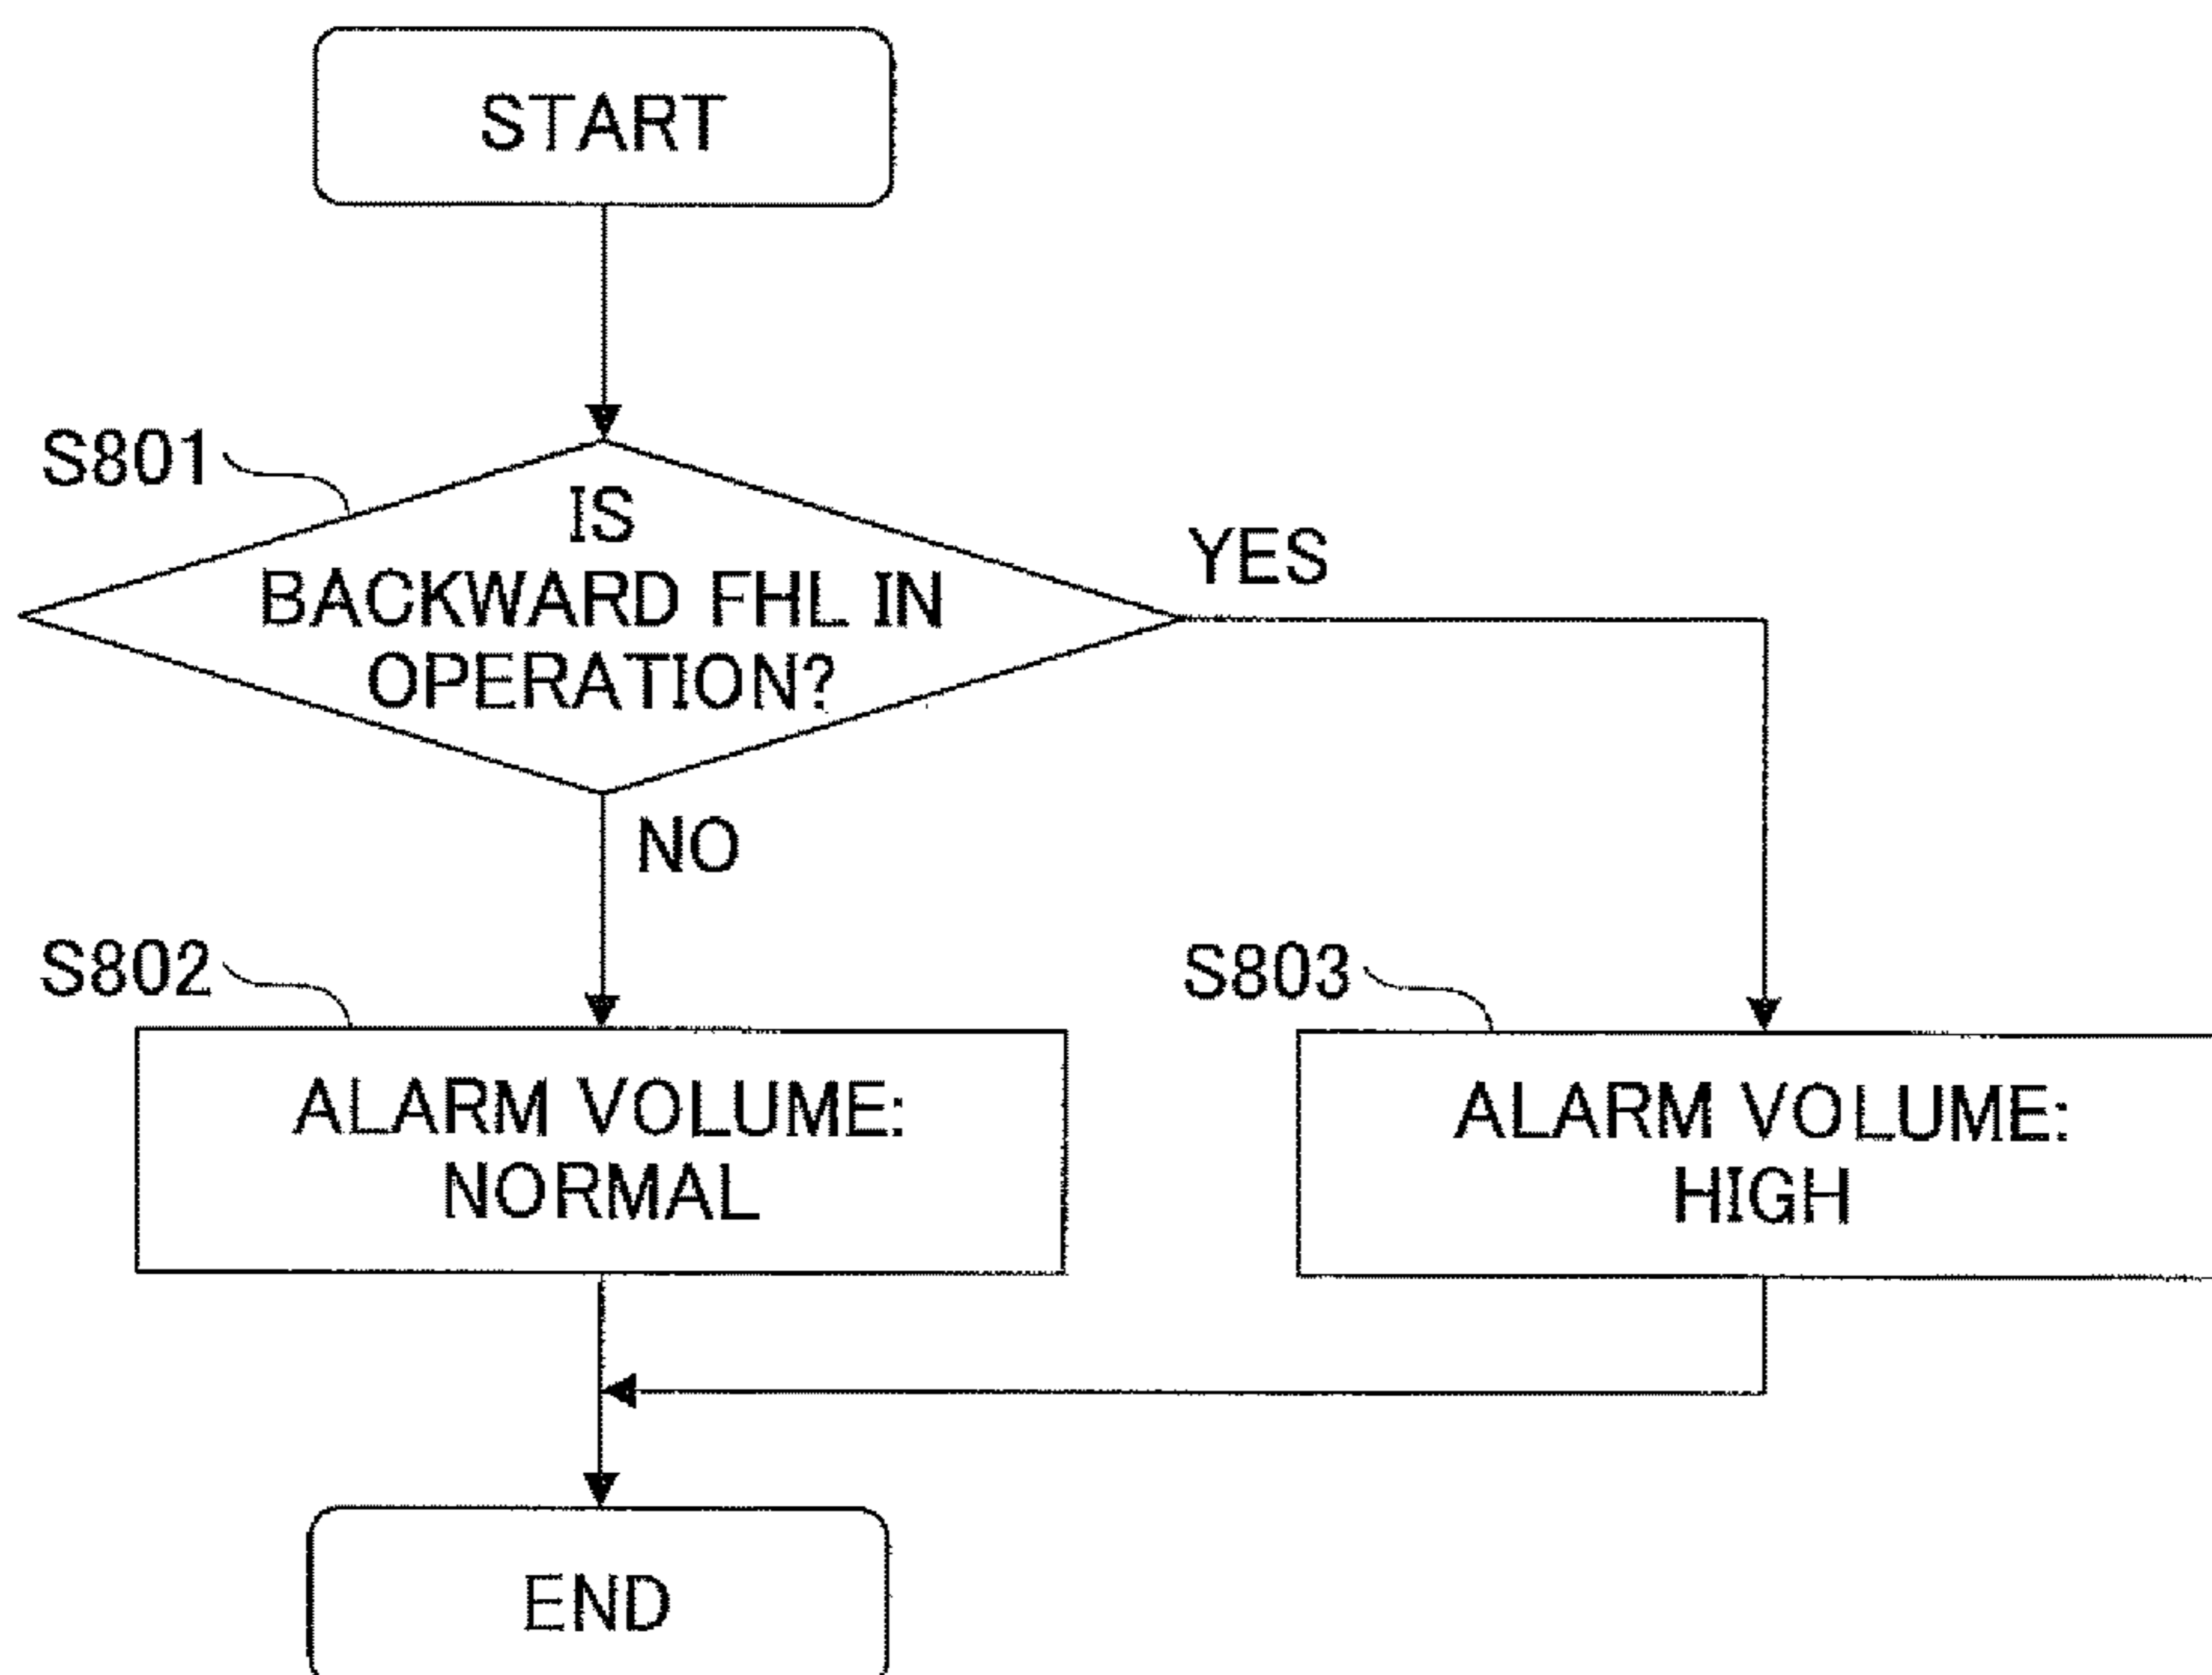 START
S801
IS
BACKWARD FHL IN
OPERATION?
YES
NO
S802
ALARM VOLUME:
NORMAL
S803
ALARM VOLUME:
HIGH
END